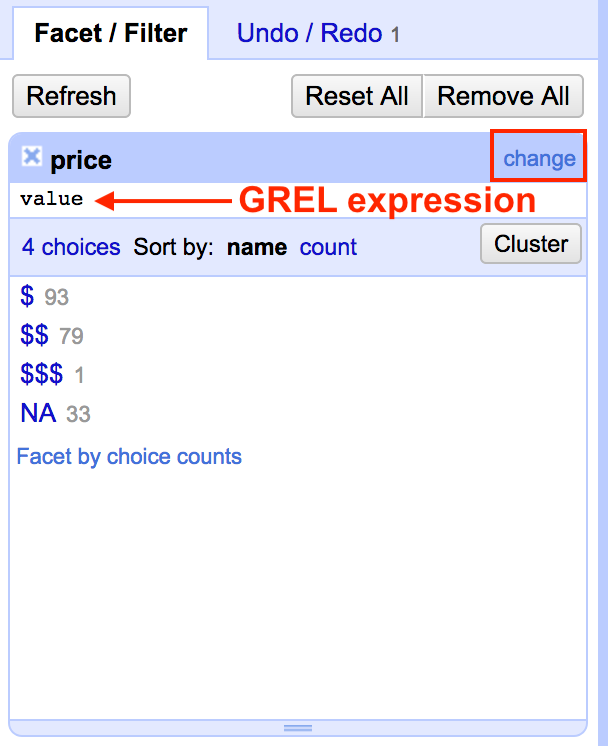 Facet / Filter Undo / Redo 1
Refresh Reset All Remove All
price change
value GREL expression
4 choices Sort by: name count Cluster
$ 93
$$ 79
$$$ 1
NA 33
Facet by choice counts